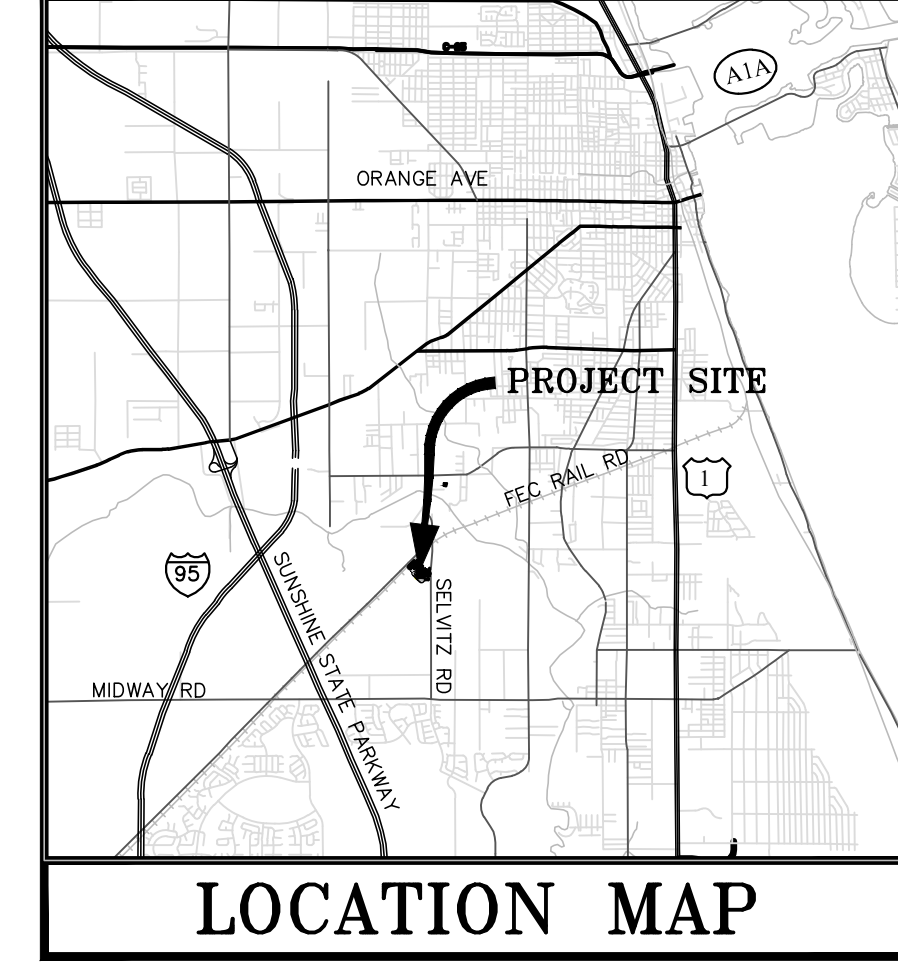 A1A
ORANGE AVE
PROJECT SITE
FEC RAIL RD
1
95
SUNSHINE STATE PARKWAY
SELVITZ RD
MIDWAY RD
LOCATION MAP